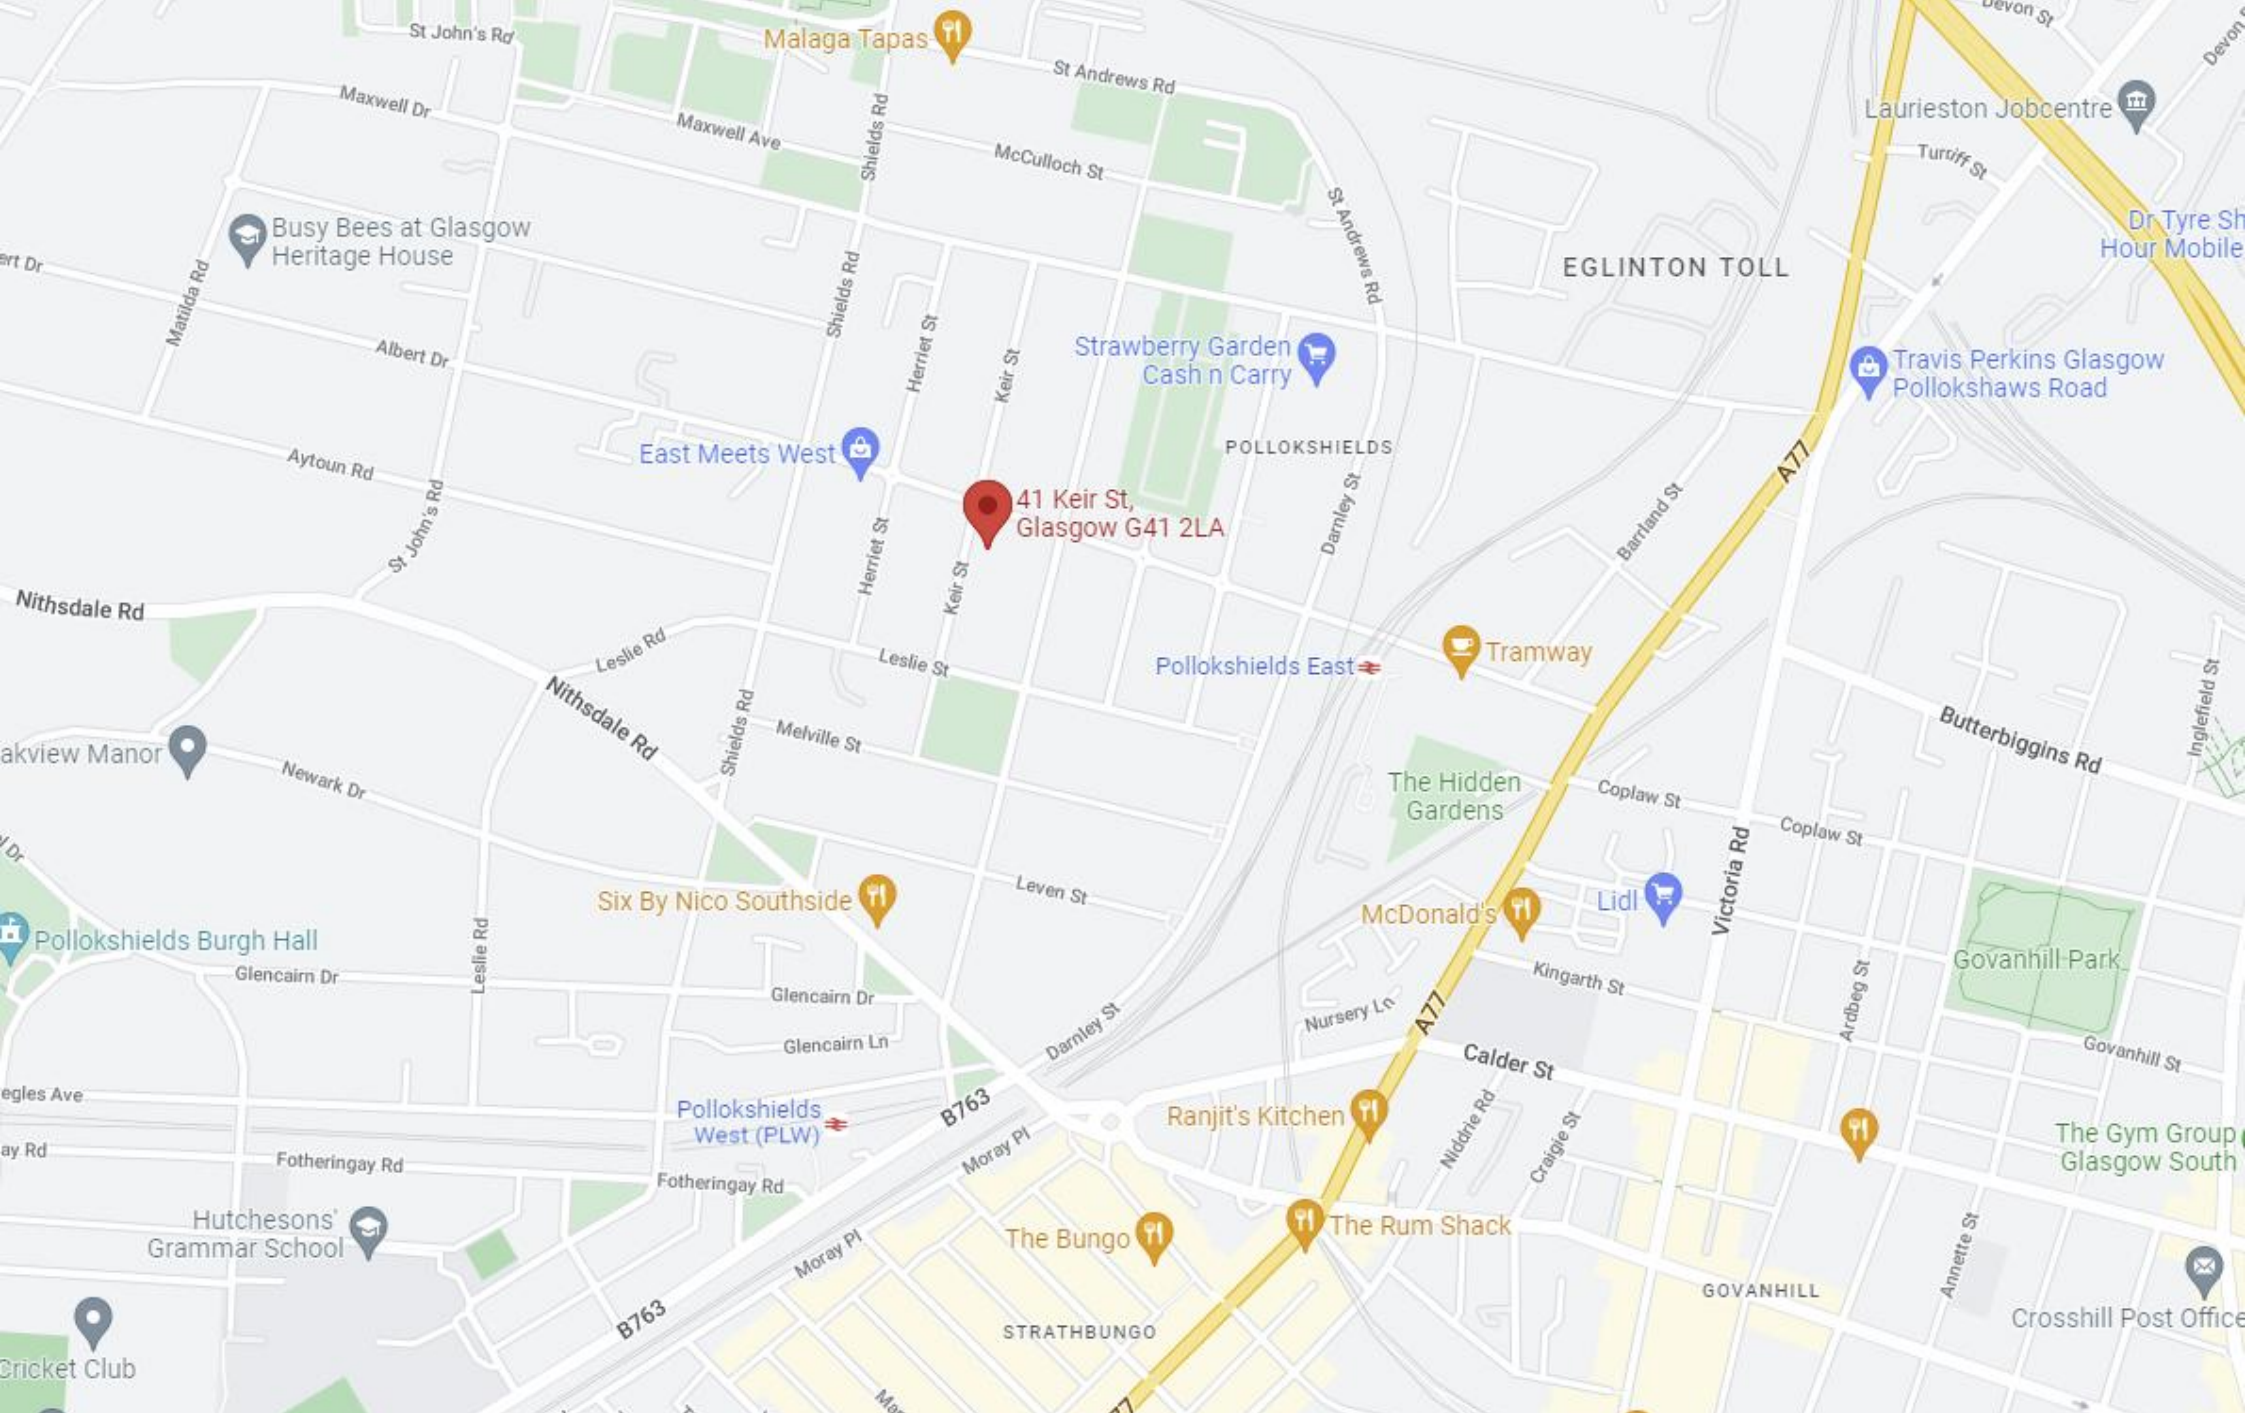 St John's Rd
Malaga Tapas
Devon St
Devon
St Andrews Rd
Maxwell Dr
Maxwell Ave
Shields Rd
Laurieston Jobcentre
McCulloch St
Turriff St
St Andrews Rd
Busy Bees at Glasgow
Heritage House
Dr Tyre Sh
Hour Mobile
ert Dr
Matilda Rd
Shields Rd
EGLINTON TOLL
Albert Dr
Herriet St
Keir St
Strawberry Garden
Cash n Carry
Travis Perkins Glasgow
Pollokshaws Road
East Meets West
POLLOKSHIELDS
A77
Aytoun Rd
St John's Rd
41 Keir St,
Glasgow G41 2LA
Darnley St
Barrland St
Herriet St
Keir St
Nithsdale Rd
Leslie Rd
Leslie St
Pollokshields East
Tramway
Nithsdale Rd
Shields Rd
Melville St
Butterbiggins Rd
Inglefield St
akview Manor
Newark Dr
The Hidden
Gardens
Coplaw St
Coplaw St
l Dr
Leven St
Victoria Rd
Six By Nico Southside
McDonald's
Lidl
Pollokshields Burgh Hall
Leslie Rd
Glencairn Dr
Glencairn Dr
Kingarth St
Ardbeg St
Govanhill Park
Nursery Ln
A77
Glencairn Ln
Darnley St
Calder St
Govanhill St
egles Ave
Pollokshields
West (PLW)
B763
Ranjit's Kitchen
Niddrie Rd
Craigie St
The Gym Group
Glasgow South
ay Rd
Fotheringay Rd
Fotheringay Rd
Moray Pl
Hutchesons'
Grammar School
Moray Pl
The Bungo
The Rum Shack
Annette St
GOVANHILL
Crosshill Post Office
B763
STRATHBUNGO
Cricket Club
77